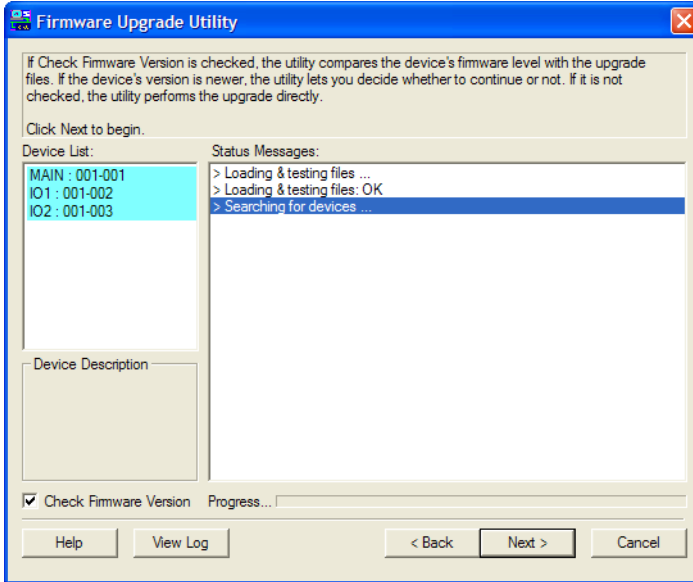 Firmware Upgrade Utility
If Check Firmware Version is checked, the utility compares the device's firmware level with the upgrade
files. If the device's version is newer, the utility lets you decide whether to continue or not. If it is not
checked, the utility performs the upgrade directly.
Click Next to begin.
Device List:
Status Messages:
MAIN : 001-001
IO1 : 001-002
IO2 : 001-003
> Loading & testing files ...
> Loading & testing files: OK
> Searching for devices ...
Device Description
Check Firmware Version
Progress...
Help
View Log
< Back
Next >
Cancel